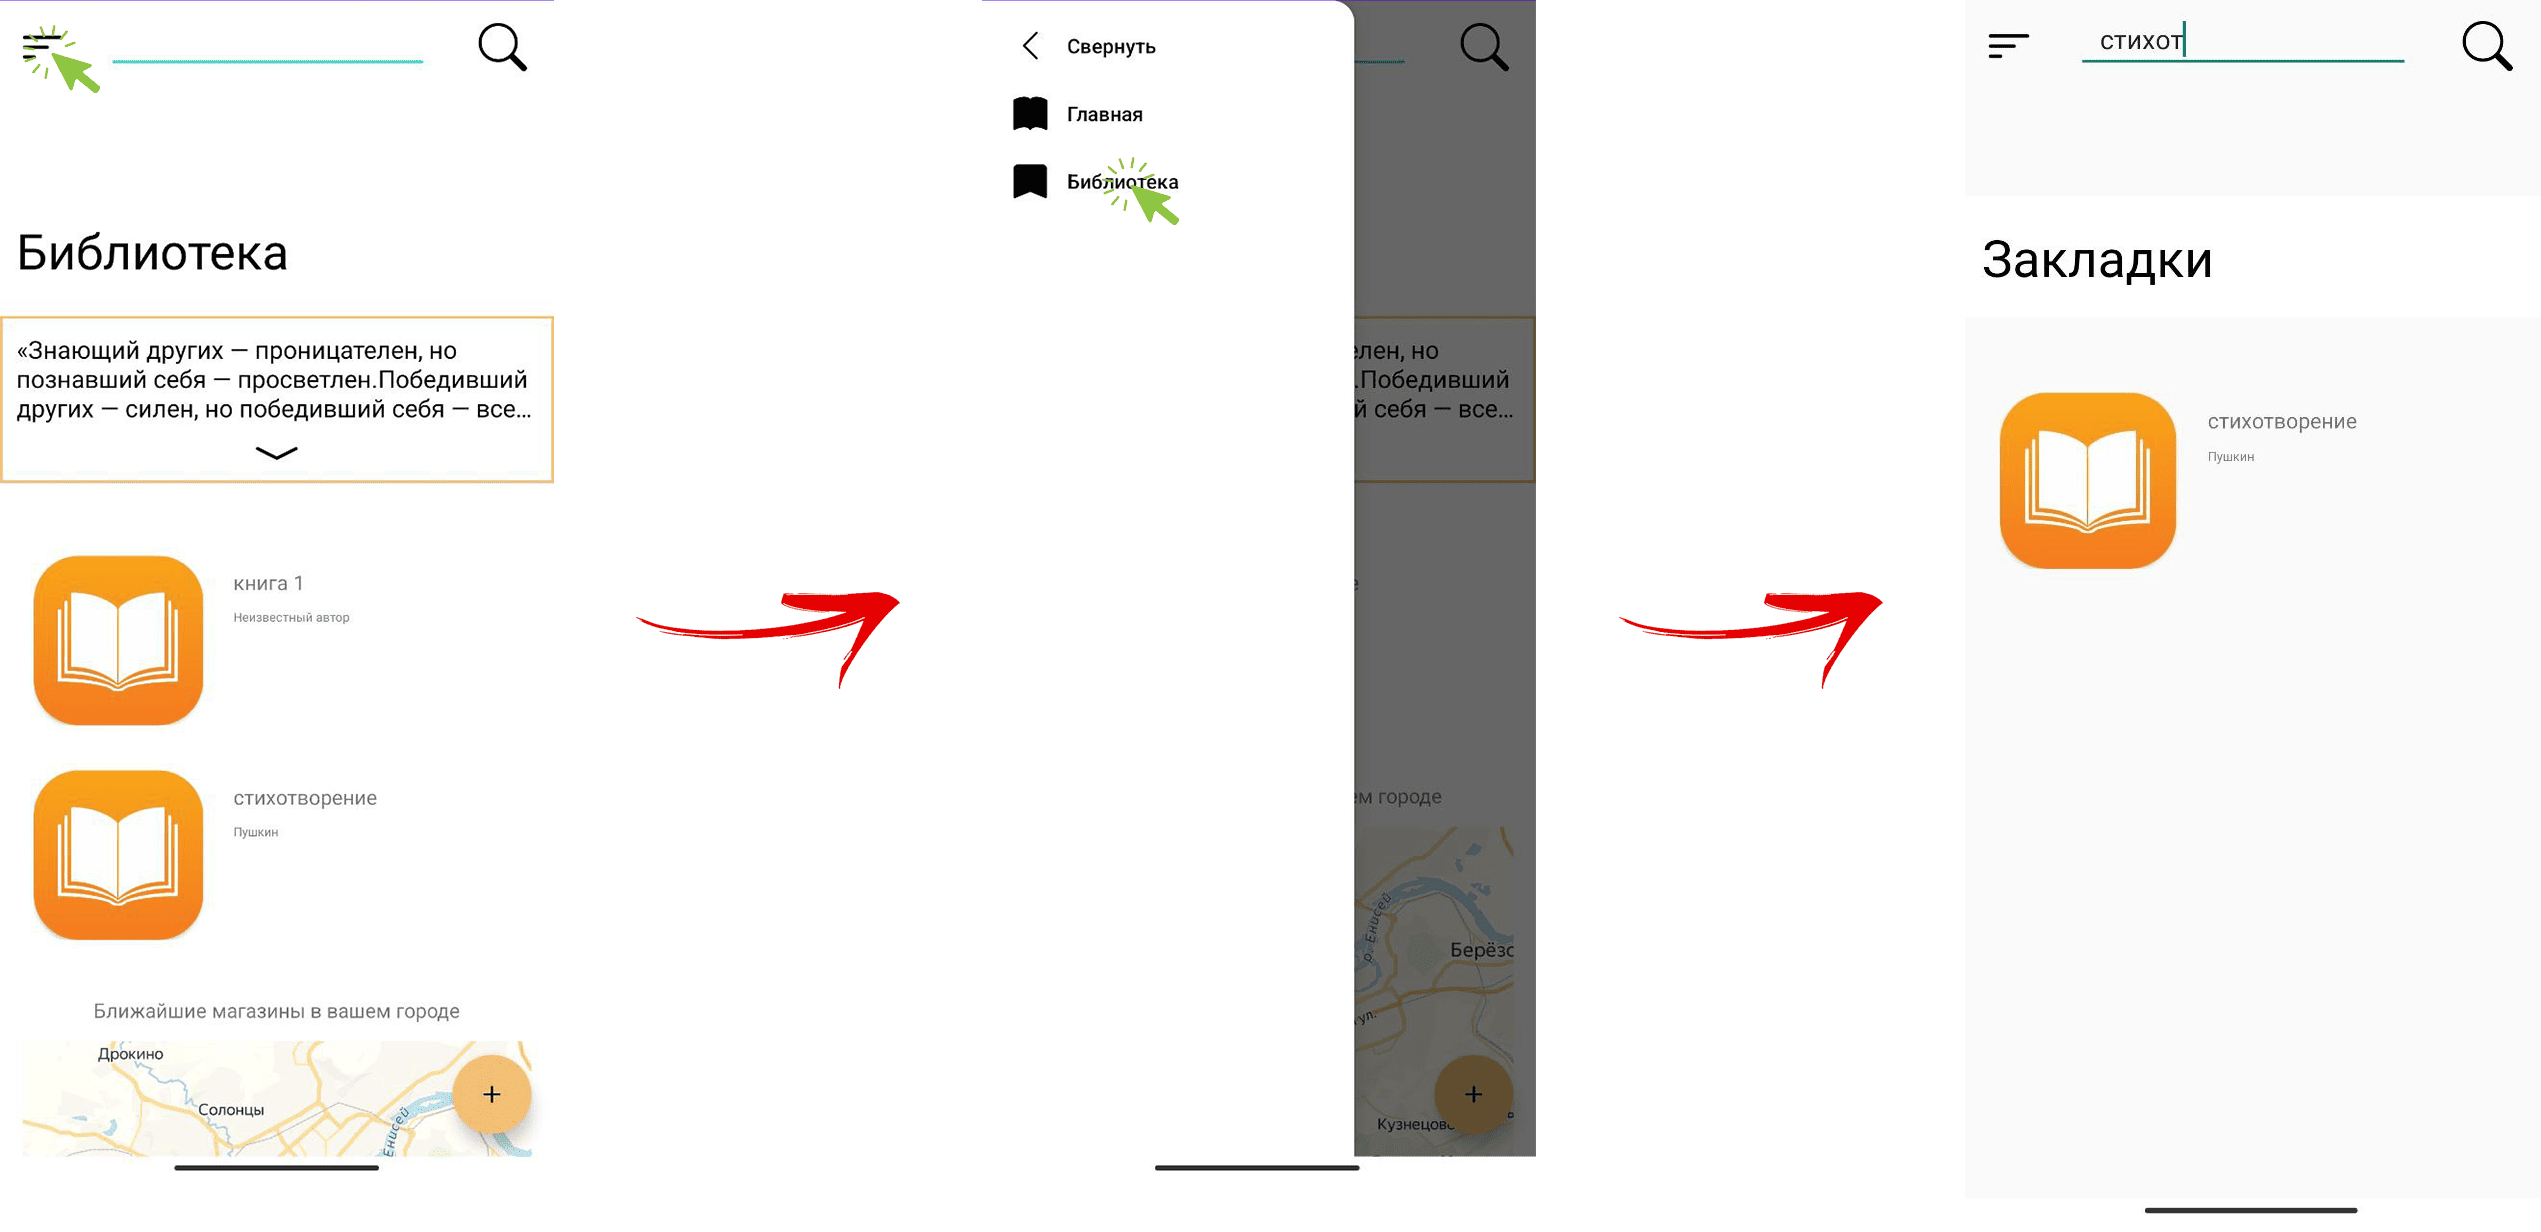 Библиотека
«Знающий других — проницателен, но
познавший себя — просветлен.Победивший
других — силен, но победивший себя — все...
книга 1
Неизвестный автор
стихотворение
Пушкин
Ближайшие магазины в вашем городе
Дрокино
Солонцы
Енисей
+
Свернуть
Главная
Библиотека
елен, но
.Победивший
й себя — все...
ем городе
р. Енисей
Берёзо
ул.
+
Кузнецово
стихот
Закладки
стихотворение
Пушкин